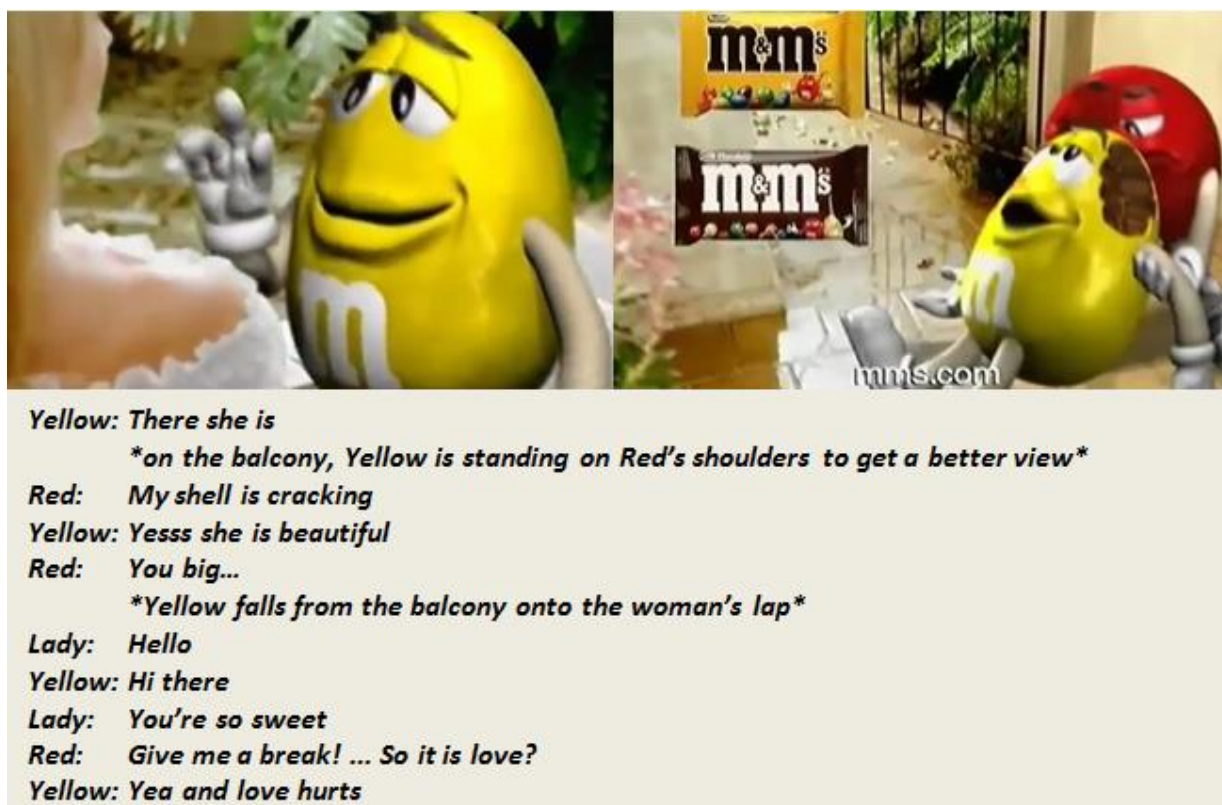 m&m's
m&m's
m
m
mms.com
Yellow: There she is
*on the balcony, Yellow is standing on Red's shoulders to get a better view*
Red: My shell is cracking
Yellow: Yesss she is beautiful
Red: You big...
*Yellow falls from the balcony onto the woman's lap*
Lady: Hello
Yellow: Hi there
Lady: You're so sweet
Red: Give me a break! ... So it is love?
Yellow: Yea and love hurts